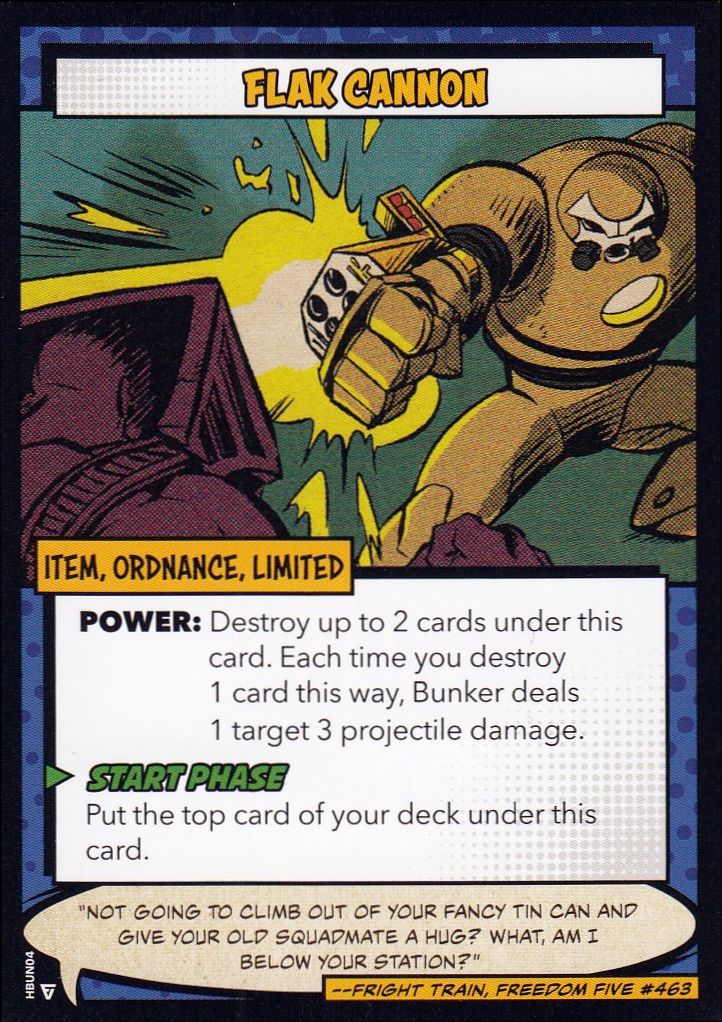 FLAK CANNON
ITEM, ORDNANCE, LIMITED
POWER: Destroy up to 2 cards under this
card. Each time you destroy
1 card this way, Bunker deals
1 target 3 projectile damage.
START PHASE
Put the top card of your deck under this
card.
"NOT GOING TO CLIMB OUT OF YOUR FANCY TIN CAN AND
GIVE YOUR OLD SQUADMATE A HUG? WHAT, AM I
BELOW YOUR STATION?"
--FRIGHT TRAIN, FREEDOM FIVE #463
HBUN04